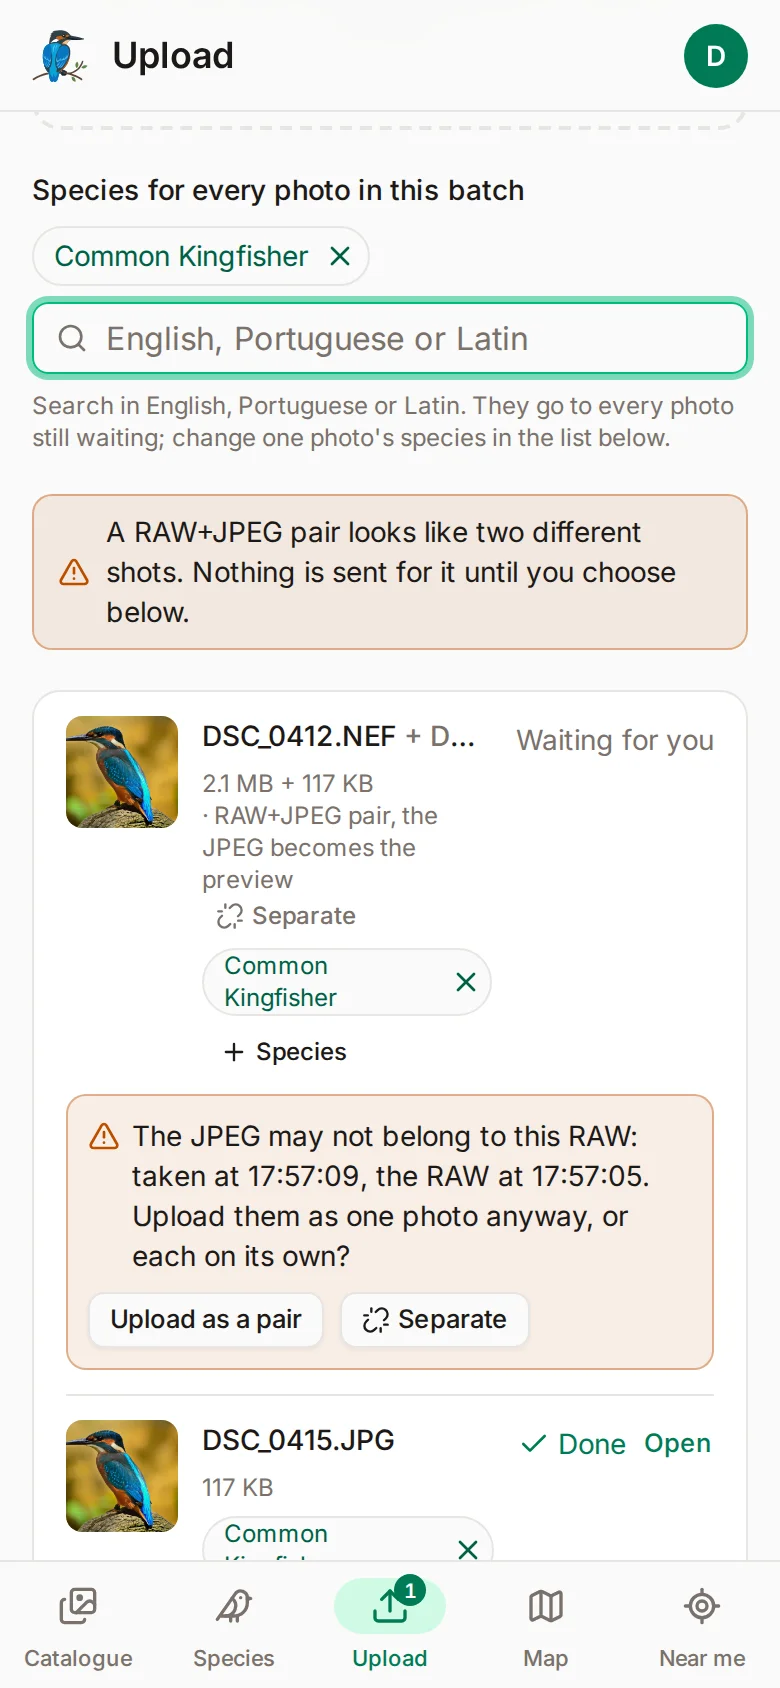 Upload
D
Species for every photo in this batch
Common Kingfisher
English, Portuguese or Latin
Search in English, Portuguese or Latin. They go to every photo
still waiting; change one photo's species in the list below.
A RAW+JPEG pair looks like two different
shots. Nothing is sent for it until you choose
below.
DSC_0412.NEF + D...
Waiting for you
2.1 MB + 117 KB
· RAW+JPEG pair, the
JPEG becomes the
preview
Separate
Common
Kingfisher
Species
The JPEG may not belong to this RAW:
taken at 17:57:09, the RAW at 17:57:05.
Upload them as one photo anyway, or
each on its own?
Upload as a pair
Separate
DSC_0415.JPG
Done Open
117 KB
Common
1
Catalogue
Species
Upload
Map
Near me